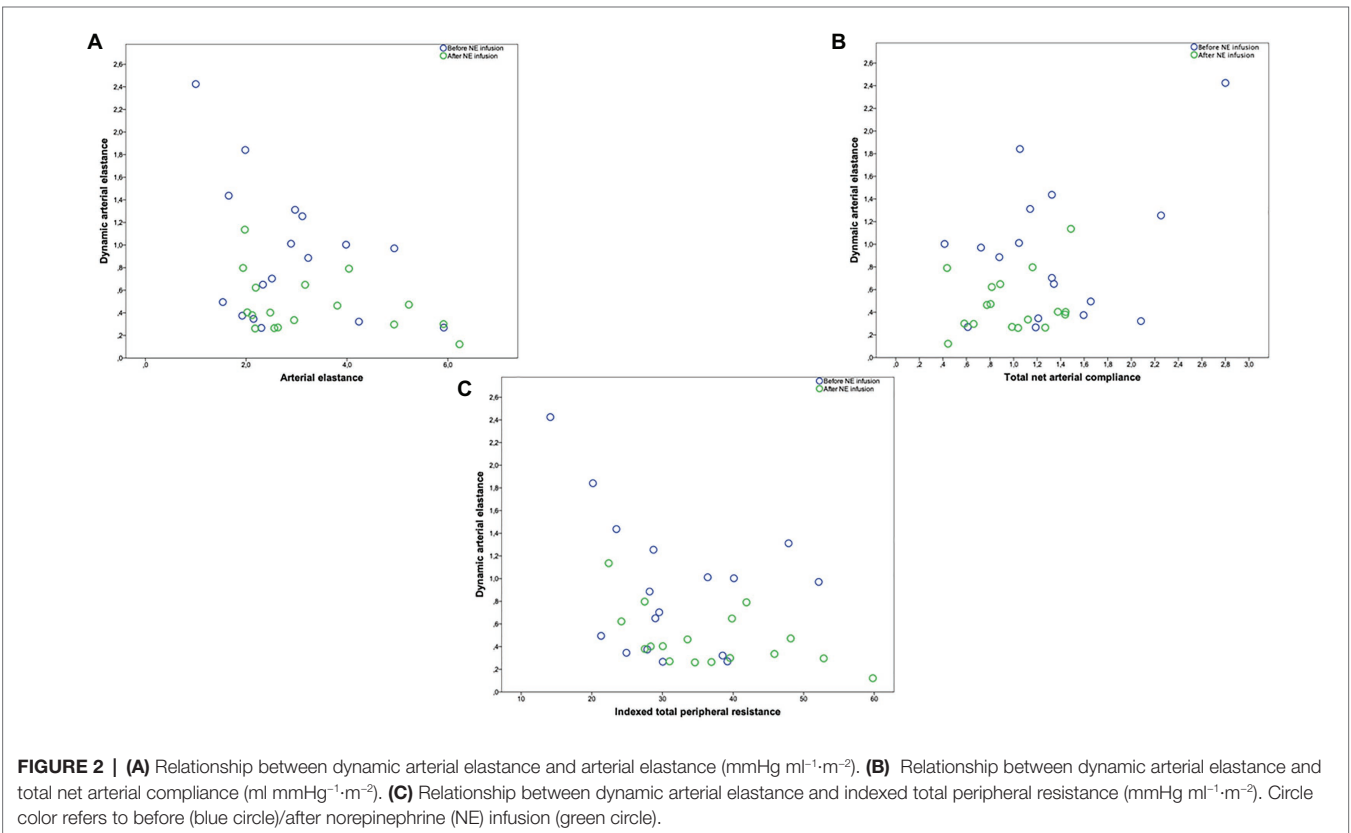 A
Before NE infusion
After NE infusion
2,6
2,4
2,2
2,0
1,8
1,6
1,4
1,2
1,0
,8
,6
,4
,2
,0
Dynamic arterial elastance
,0 2,0 4,0 6,0
Arterial elastance
B
Before NE infusion
After NE infusion
2,6
2,4
2,2
2,0
1,8
1,6
1,4
1,2
1,0
,8
,6
,4
,2
,0
Dynmaic arterial elastance
,0 ,2 ,4 ,6 ,8 1,0 1,2 1,4 1,6 1,8 2,0 2,2 2,4 2,6 2,8 3,0
Total net arterial compliance
C
Before NE infusion
After NE infusion
2,6
2,4
2,2
2,0
1,8
1,6
1,4
1,2
1,0
,8
,6
,4
,2
,0
Dynamic arterial elastance
10 20 30 40 50 60
Indexed total peripheral resistance
FIGURE 2 | (A) Relationship between dynamic arterial elastance and arterial elastance (mmHg ml⁻¹·m⁻²). (B) Relationship between dynamic arterial elastance and
total net arterial compliance (ml mmHg⁻¹·m⁻²). (C) Relationship between dynamic arterial elastance and indexed total peripheral resistance (mmHg ml⁻¹·m⁻²). Circle
color refers to before (blue circle)/after norepinephrine (NE) infusion (green circle).